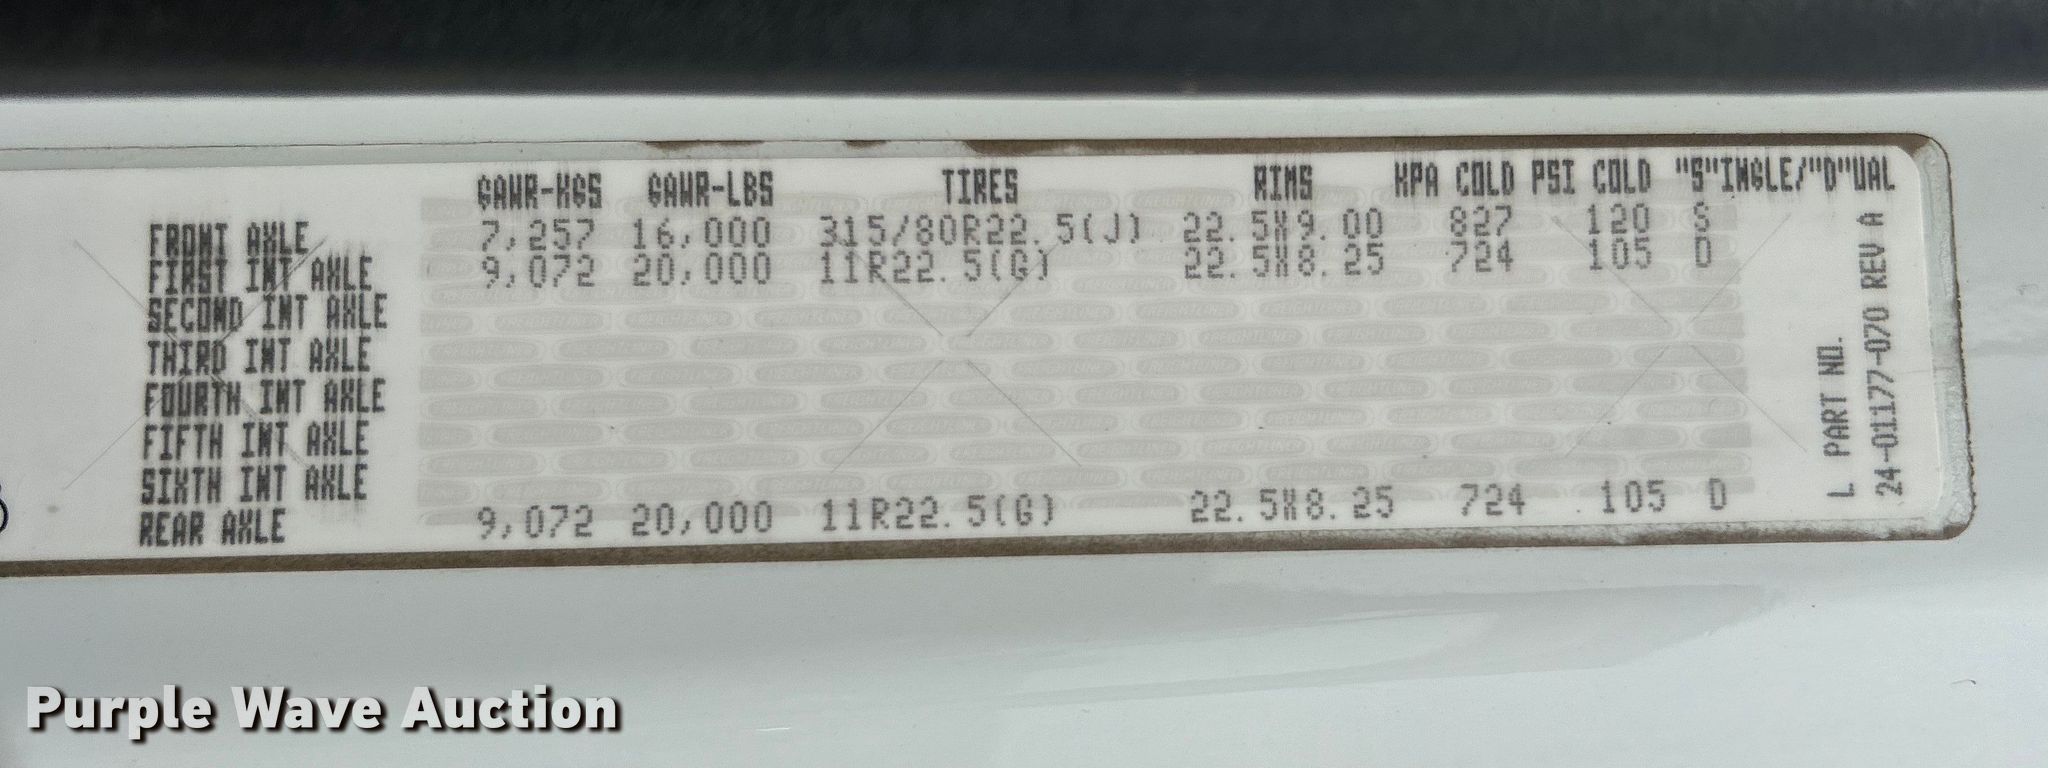 GAWR-KGS GAWR-LBS TIRES RIMS KPA COLD PSI COLD "S"INGLE/"D"UAL
FRONT AXLE 7,257 16,000 315/80R22.5(J) 22.5X9.00 827 120 S
FIRST INT AXLE 9,072 20,000 11R22.5(G) 22.5X8.25 724 105 D
SECOND INT AXLE
THIRD INT AXLE
FOURTH INT AXLE
FIFTH INT AXLE
SIXTH INT AXLE
REAR AXLE 9,072 20,000 11R22.5(G) 22.5X8.25 724 105 D
L PART NO.
24-01177-070 REV A
Purple Wave Auction